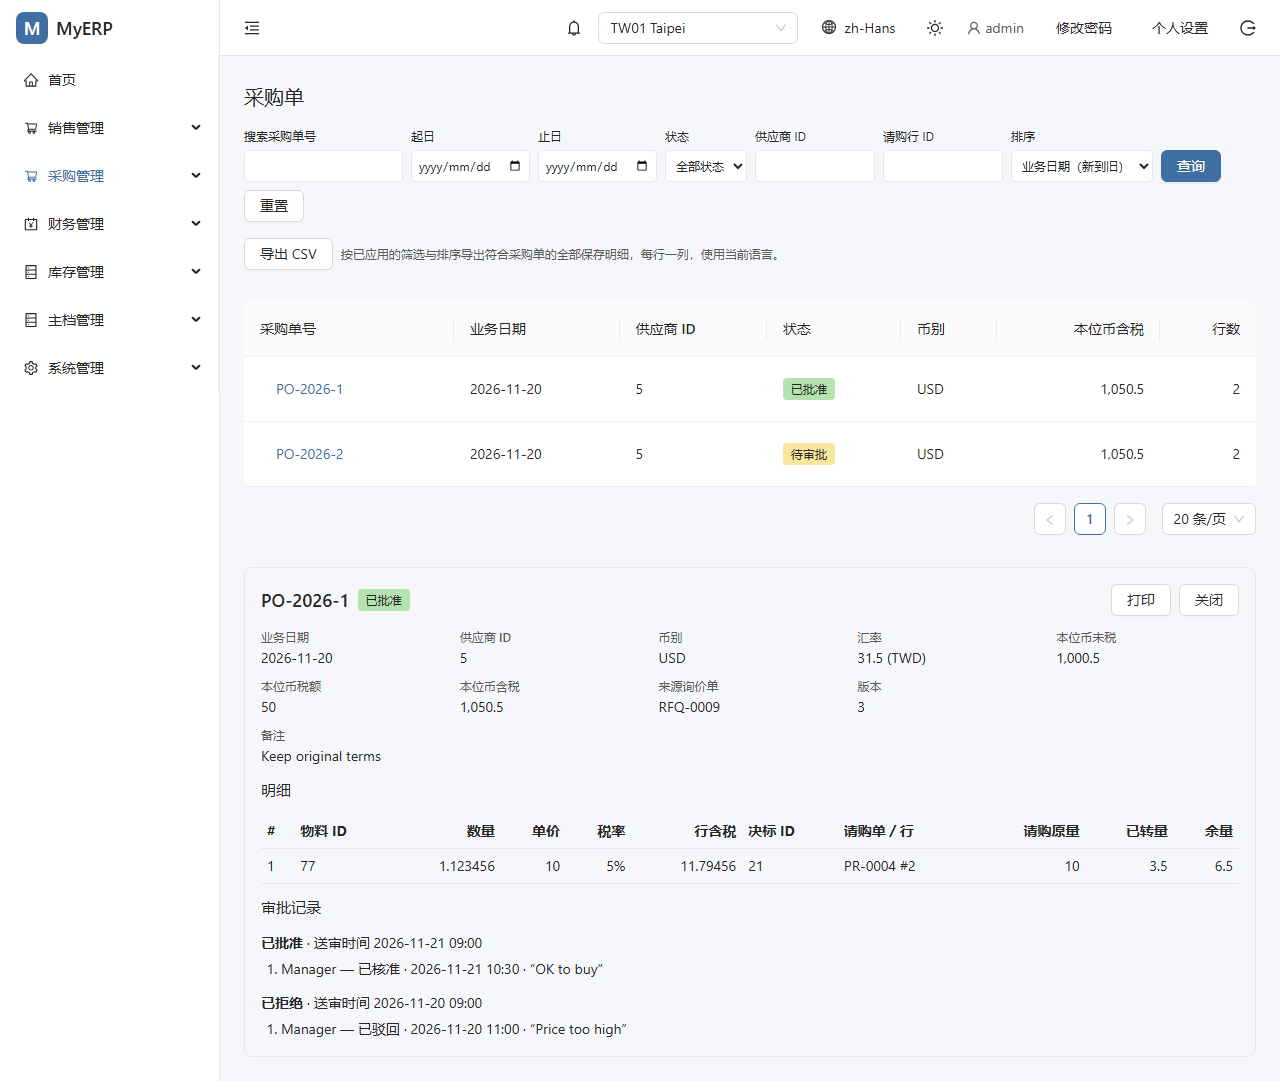 M MyERP
TW01 Taipei
zh-Hans
admin
修改密码
个人设置
首页
销售管理
采购管理
财务管理
库存管理
主档管理
系统管理
采购单
搜索采购单号 起日 止日 状态 供应商 ID 请购行 ID 排序
yyyy/mm/dd yyyy/mm/dd 全部状态 业务日期（新到旧） 查询
重置
导出 CSV 按已应用的筛选与排序导出符合采购单的全部保存明细，每行一列，使用当前语言。
采购单号 业务日期 供应商 ID 状态 币别 本位币含税 行数
PO-2026-1 2026-11-20 5 已批准 USD 1,050.5 2
PO-2026-2 2026-11-20 5 待审批 USD 1,050.5 2
< 1 > 20 条/页
PO-2026-1 已批准 打印 关闭
业务日期 供应商 ID 币别 汇率 本位币未税
2026-11-20 5 USD 31.5 (TWD) 1,000.5
本位币税额 本位币含税 来源询价单 版本
50 1,050.5 RFQ-0009 3
备注
Keep original terms
明细
# 物料 ID 数量 单价 税率 行含税 决标 ID 请购单 / 行 请购原量 已转量 余量
1 77 1.123456 10 5% 11.79456 21 PR-0004 #2 10 3.5 6.5
审批记录
已批准 · 送审时间 2026-11-21 09:00
1. Manager — 已核准 · 2026-11-21 10:30 · “OK to buy”
已拒绝 · 送审时间 2026-11-20 09:00
1. Manager — 已驳回 · 2026-11-20 11:00 · “Price too high”